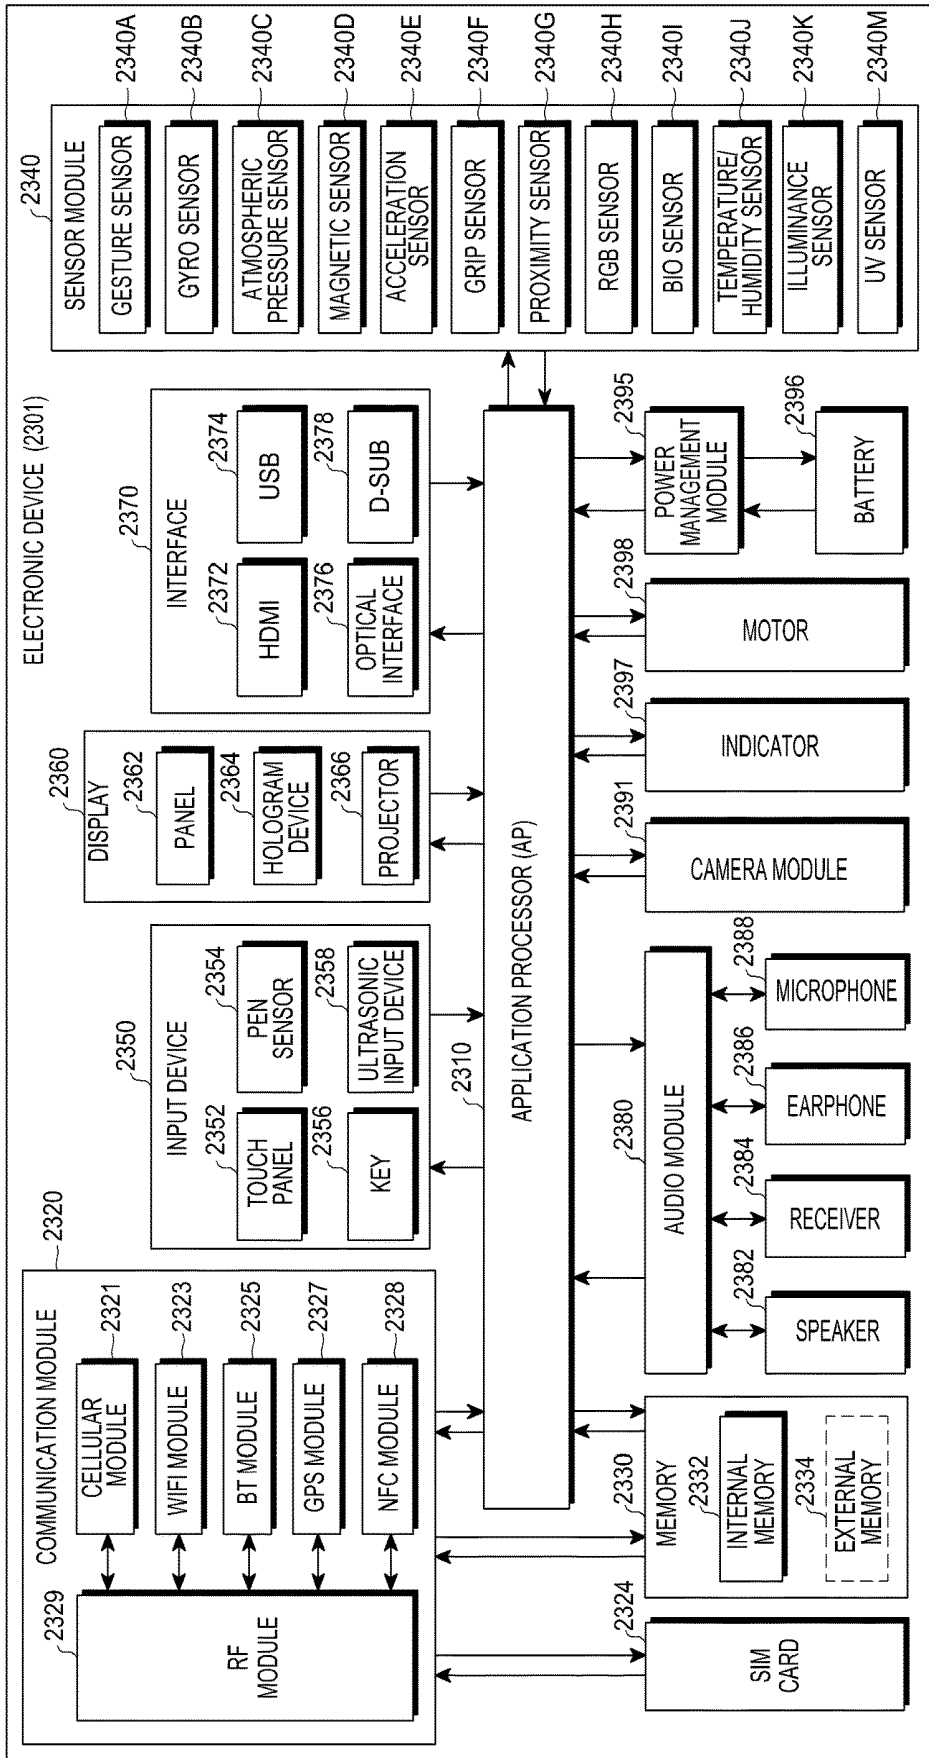 ELECTRONIC DEVICE (2301)
COMMUNICATION MODULE
2320
2329
RF
MODULE
CELLULAR
MODULE
2321
WIFI MODULE
2323
BT MODULE
2325
GPS MODULE
2327
NFC MODULE
2328
2350
INPUT DEVICE
2352
TOUCH
PANEL
2354
PEN
SENSOR
2356
KEY
2358
ULTRASONIC
INPUT DEVICE
2360
DISPLAY
2362
PANEL
2364
HOLOGRAM
DEVICE
2366
PROJECTOR
2370
INTERFACE
2372
HDMI
2374
USB
2376
OPTICAL
INTERFACE
2378
D-SUB
2340
SENSOR MODULE
GESTURE SENSOR
2340A
GYRO SENSOR
2340B
ATMOSPHERIC
PRESSURE SENSOR
2340C
MAGNETIC SENSOR
2340D
ACCELERATION
SENSOR
2340E
GRIP SENSOR
2340F
PROXIMITY SENSOR
2340G
RGB SENSOR
2340H
BIO SENSOR
2340I
TEMPERATURE/
HUMIDITY SENSOR
2340J
ILLUMINANCE
SENSOR
2340K
UV SENSOR
2340M
2310
APPLICATION PROCESSOR (AP)
2324
SIM
CARD
2330
MEMORY
2332
INTERNAL
MEMORY
2334
EXTERNAL
MEMORY
2380
AUDIO MODULE
2382
SPEAKER
2384
RECEIVER
2386
EARPHONE
2388
MICROPHONE
2391
CAMERA MODULE
2397
INDICATOR
2398
MOTOR
2395
POWER
MANAGEMENT
MODULE
2396
BATTERY